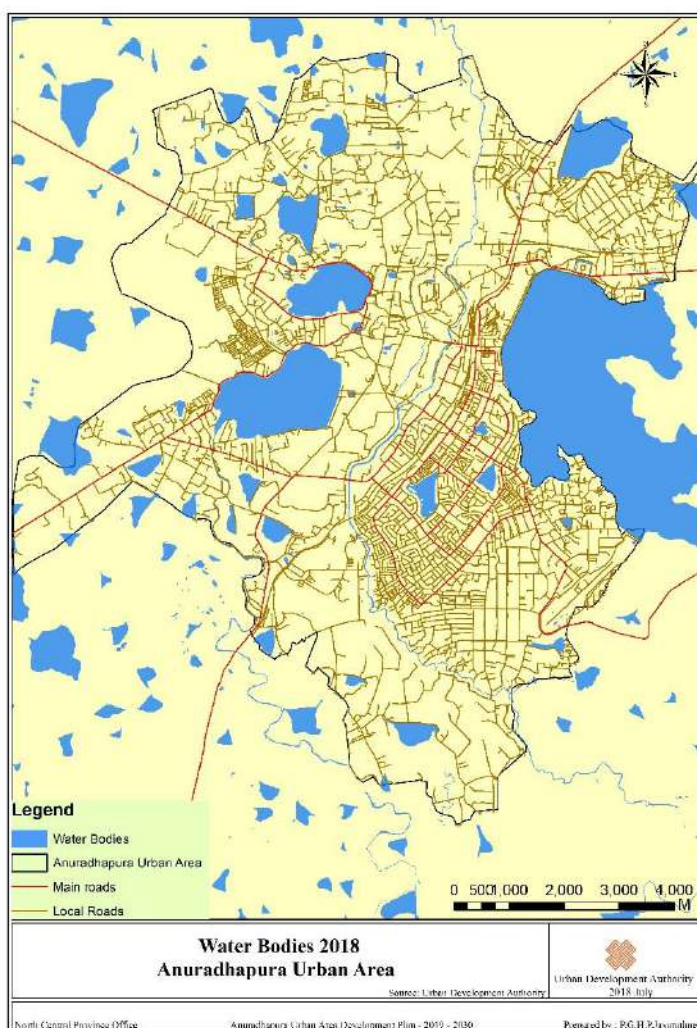 Legend
Water Bodies
Anuradhapura Urban Area
Main roads
Local Roads
0 500 1,000 2,000 3,000 4,000
M
Water Bodies 2018
Anuradhapura Urban Area
Source: Urban Development Authority
Urban Development Authority
2018 July
North Central Province Office Anuradhapura Urban Area Development Plan - 2019 - 2030 Prepared by :